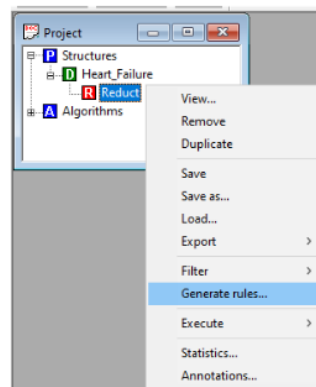 Project
P Structures
D Heart_Failure
R Reduct
A Algorithms
View...
Remove
Duplicate
Save
Save as...
Load...
Export
Filter
Generate rules...
Execute
Statistics...
Annotations...